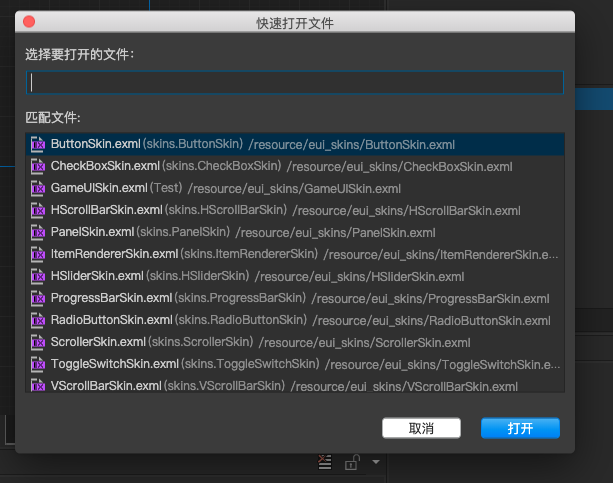 快速打开文件
选择要打开的文件:
匹配文件:
ButtonSkin.exml(skins.ButtonSkin) /resource/eui_skins/ButtonSkin.exml
CheckBoxSkin.exml(skins.CheckBoxSkin) /resource/eui_skins/CheckBoxSkin.exml
GameUISkin.exml(Test) /resource/eui_skins/GameUISkin.exml
HScrollBarSkin.exml(skins.HScrollBarSkin) /resource/eui_skins/HScrollBarSkin.exml
PanelSkin.exml(skins.PanelSkin) /resource/eui_skins/PanelSkin.exml
ItemRendererSkin.exml(skins.ItemRendererSkin) /resource/eui_skins/ItemRendererSkin.e...
HSliderSkin.exml(skins.HSliderSkin) /resource/eui_skins/HSliderSkin.exml
ProgressBarSkin.exml(skins.ProgressBarSkin) /resource/eui_skins/ProgressBarSkin.exml
RadioButtonSkin.exml(skins.RadioButtonSkin) /resource/eui_skins/RadioButtonSkin.exml
ScrollerSkin.exml(skins.ScrollerSkin) /resource/eui_skins/ScrollerSkin.exml
ToggleSwitchSkin.exml(skins.ToggleSwitchSkin) /resource/eui_skins/ToggleSwitchSkin.e...
VScrollBarSkin.exml(skins.VScrollBarSkin) /resource/eui_skins/VScrollBarSkin.exml
取消 打开